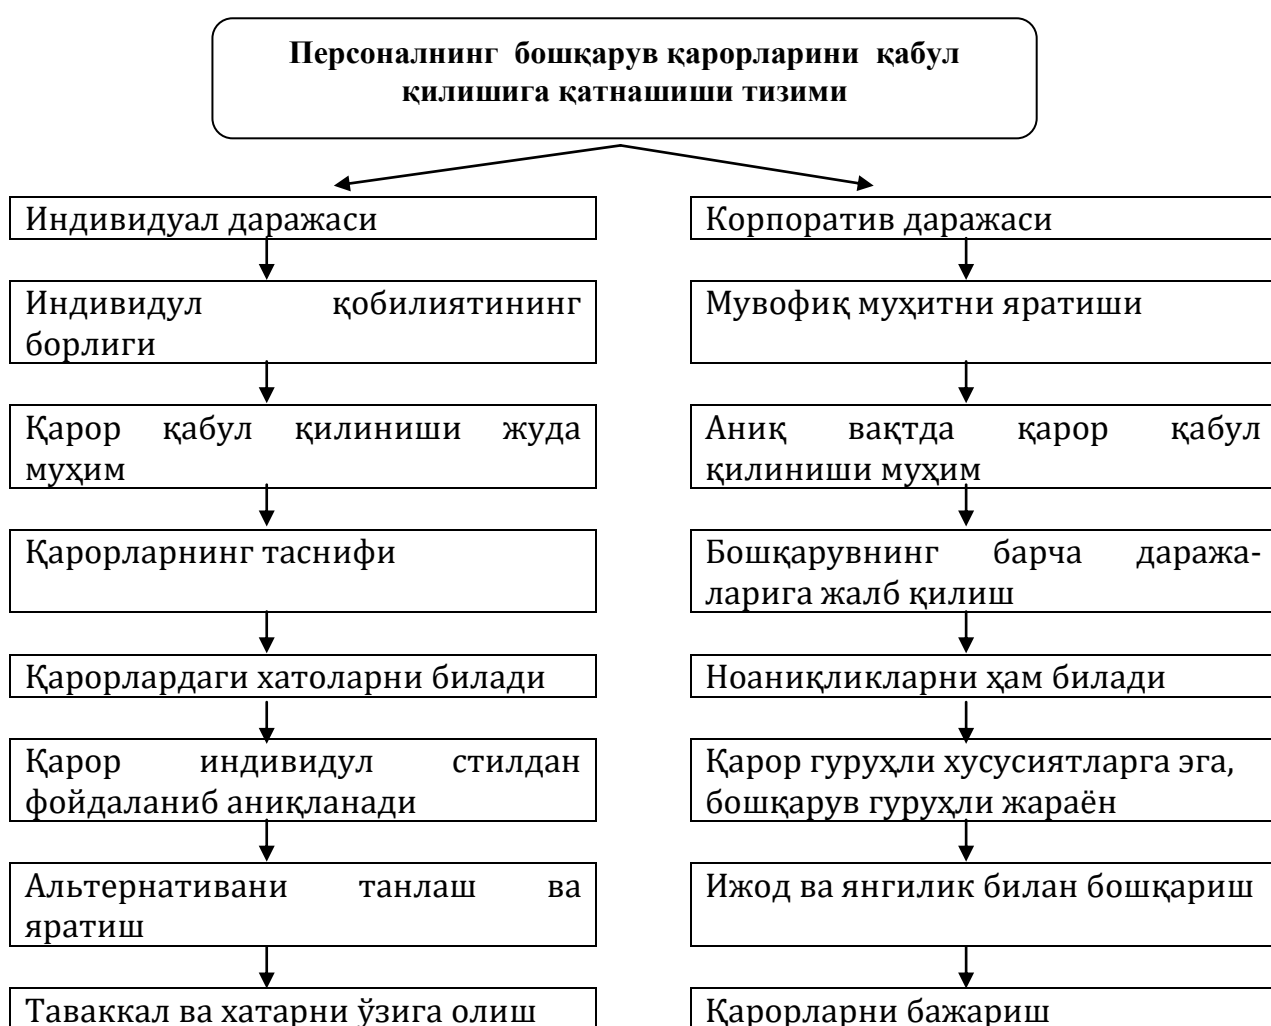 Персоналнинг бошқарув қарорларини қабул
қилишига қатнашиши тизими
Индивидуал даражаси
Индивидул қобилиятининг
борлиги
Қарор қабул қилиниши жуда
муҳим
Қарорларнинг таснифи
Қарорлардаги хатоларни билади
Қарор индивидул стилдан
фойдаланиб аниқланади
Альтернативани танлаш ва
яратиш
Таваккал ва хатарни ўзига олиш
Корпоратив даражаси
Мувофиқ муҳитни яратиши
Аниқ вақтда қарор қабул
қилиниши муҳим
Бошқарувнинг барча даража-
ларига жалб қилиш
Ноаниқликларни ҳам билади
Қарор гуруҳли хусусиятларга эга,
бошқарув гуруҳли жараён
Ижод ва янгилик билан бошқариш
Қарорларни бажариш